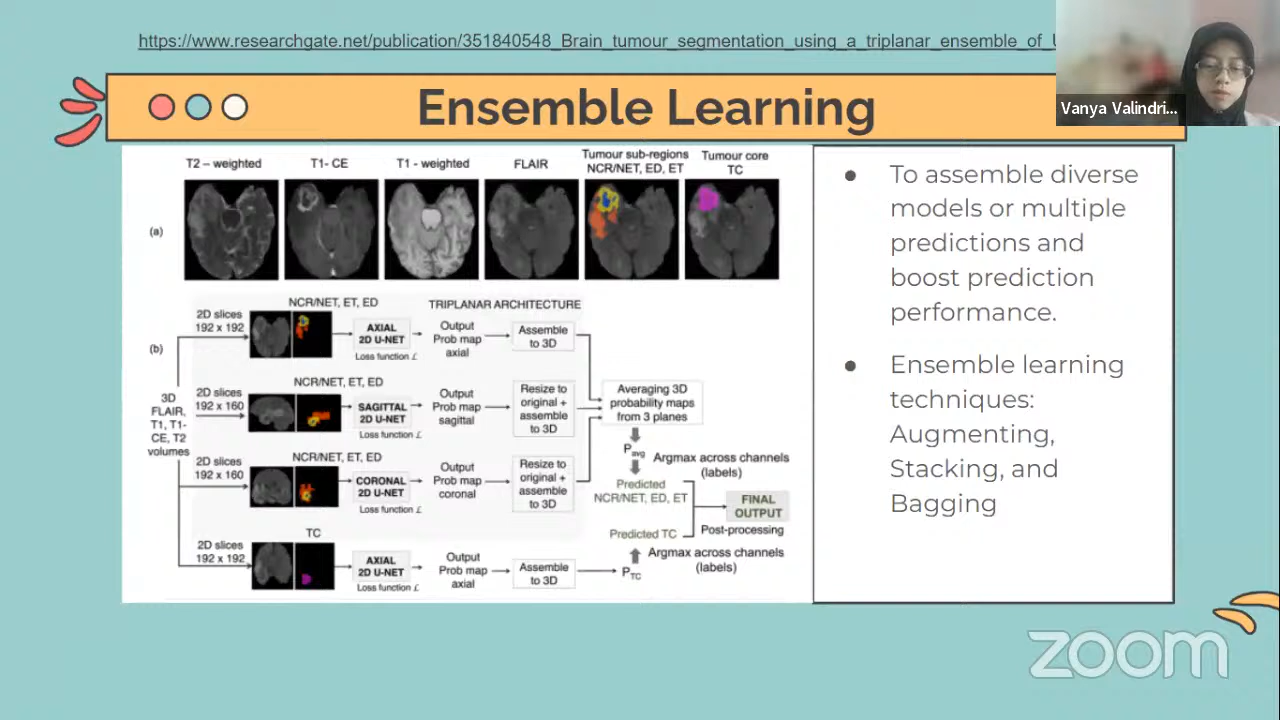 https://www.researchgate.net/publication/351840548_Brain_tumour_segmentation_using_a_triplanar_ensemble_of_U
Vanya Valindri...
Ensemble Learning
T2 – weighted
T1- CE
T1 - weighted
FLAIR
Tumour sub-regions
NCR/NET, ED, ET
Tumour core
TC
(a)
(b)
NCR/NET, ET, ED
TRIPLANAR ARCHITECTURE
3D
FLAIR,
T1, T1-
CE, T2
volumes
2D slices
192 x 192
AXIAL
2D U-NET
Loss function ℒ
Output
Prob map
axial
Assemble
to 3D
NCR/NET, ET, ED
2D slices
192 x 160
SAGITTAL
2D U-NET
Loss function ℒ
Output
Prob map
sagittal
Resize to
original +
assemble
to 3D
NCR/NET, ET, ED
2D slices
192 x 160
CORONAL
2D U-NET
Loss function ℒ
Output
Prob map
coronal
Resize to
original +
assemble
to 3D
TC
2D slices
192 x 192
AXIAL
2D U-NET
Loss function ℒ
Output
Prob map
axial
Assemble
to 3D
Averaging 3D
probability maps
from 3 planes
Pavg
Argmax across channels
(labels)
Predicted
NCR/NET, ED, ET
FINAL
OUTPUT
Post-processing
Predicted TC
Argmax across channels
(labels)
PTC
● To assemble diverse
models or multiple
predictions and
boost prediction
performance.
● Ensemble learning
techniques:
Augmenting,
Stacking, and
Bagging
zoom